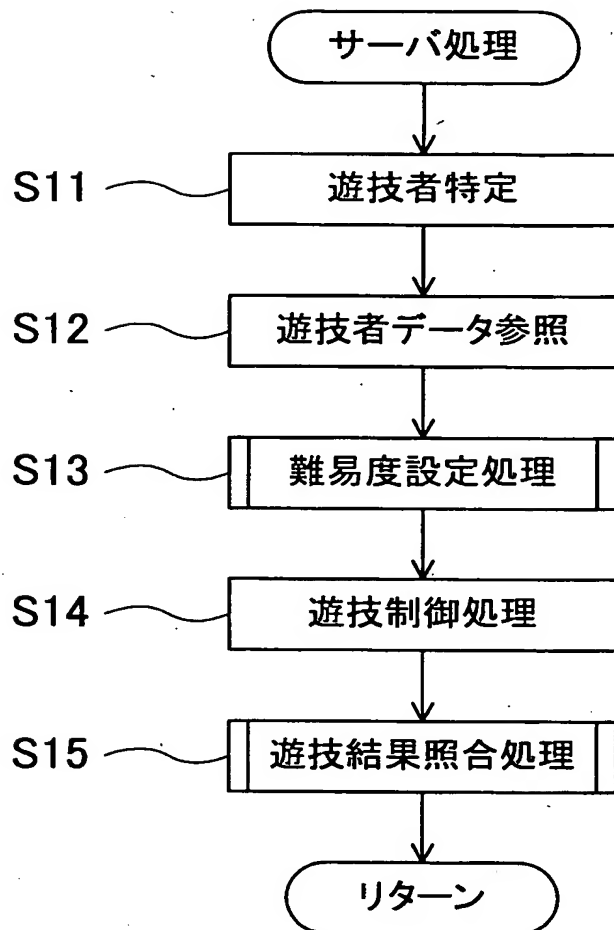 サーバ処理
S11 遊技者特定
S12 遊技者データ参照
S13 難易度設定処理
S14 遊技制御処理
S15 遊技結果照合処理
リターン